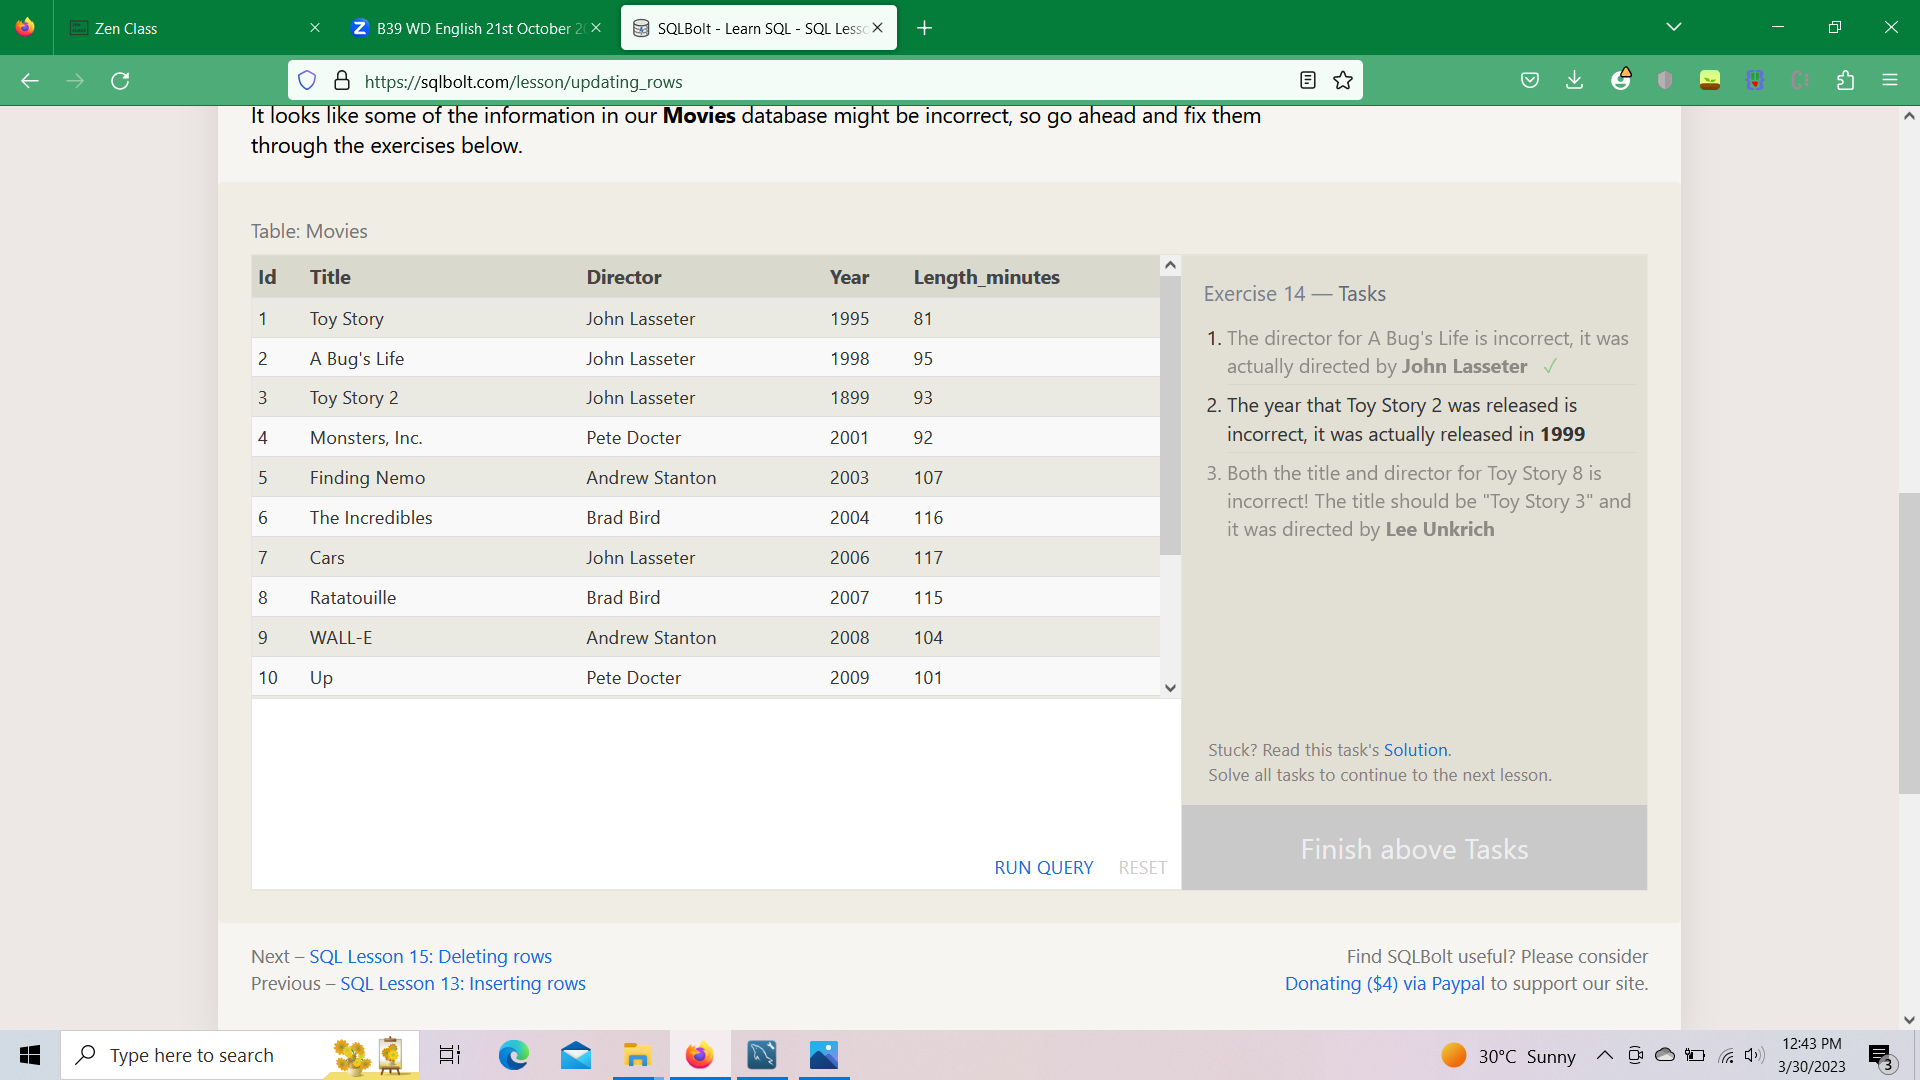 Zen Class
B39 WD English 21st October 20
SQLBolt - Learn SQL - SQL Lesso
https://sqlbolt.com/lesson/updating_rows
It looks like some of the information in our Movies database might be incorrect, so go ahead and fix them
through the exercises below.
Table: Movies
Id Title Director Year Length_minutes
1 Toy Story John Lasseter 1995 81
2 A Bug's Life John Lasseter 1998 95
3 Toy Story 2 John Lasseter 1899 93
4 Monsters, Inc. Pete Docter 2001 92
5 Finding Nemo Andrew Stanton 2003 107
6 The Incredibles Brad Bird 2004 116
7 Cars John Lasseter 2006 117
8 Ratatouille Brad Bird 2007 115
9 WALL-E Andrew Stanton 2008 104
10 Up Pete Docter 2009 101
RUN QUERY RESET
Exercise 14 — Tasks
1. The director for A Bug's Life is incorrect, it was
actually directed by John Lasseter ✓
2. The year that Toy Story 2 was released is
incorrect, it was actually released in 1999
3. Both the title and director for Toy Story 8 is
incorrect! The title should be "Toy Story 3" and
it was directed by Lee Unkrich
Stuck? Read this task's Solution.
Solve all tasks to continue to the next lesson.
Finish above Tasks
Next – SQL Lesson 15: Deleting rows
Previous – SQL Lesson 13: Inserting rows
Find SQLBolt useful? Please consider
Donating ($4) via Paypal to support our site.
Type here to search
30°C Sunny
12:43 PM
3/30/2023
3